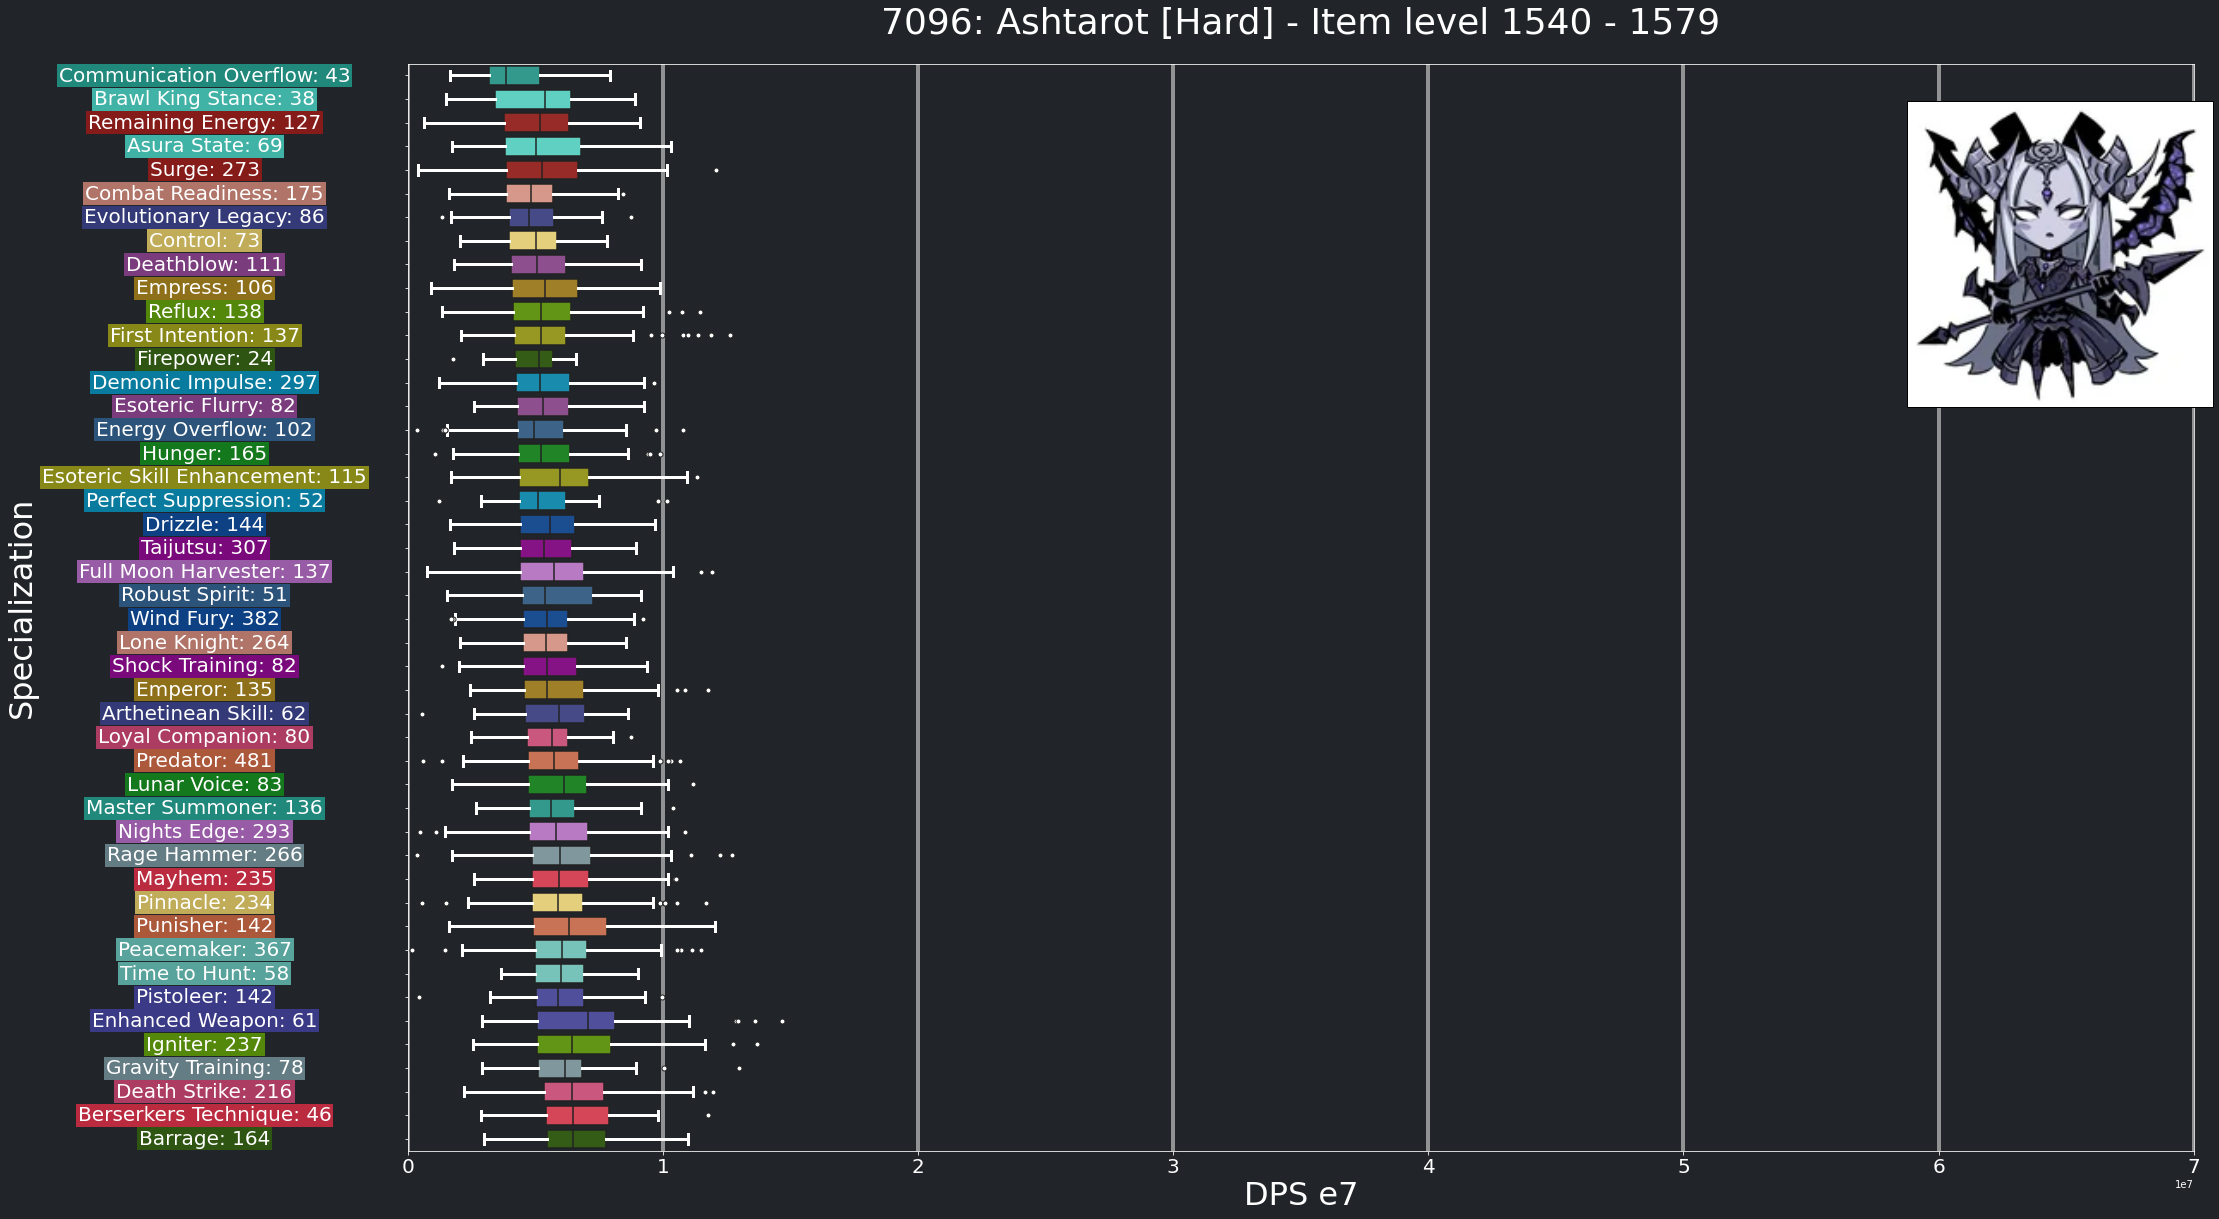 7096: Ashtarot [Hard] - Item level 1540 - 1579
Communication Overflow: 43
Brawl King Stance: 38
Remaining Energy: 127
Asura State: 69
Surge: 273
Combat Readiness: 175
Evolutionary Legacy: 86
Control: 73
Deathblow: 111
Empress: 106
Reflux: 138
First Intention: 137
Firepower: 24
Demonic Impulse: 297
Esoteric Flurry: 82
Energy Overflow: 102
Hunger: 165
Esoteric Skill Enhancement: 115
Perfect Suppression: 52
Drizzle: 144
Taijutsu: 307
Full Moon Harvester: 137
Robust Spirit: 51
Wind Fury: 382
Lone Knight: 264
Shock Training: 82
Emperor: 135
Arthetinean Skill: 62
Loyal Companion: 80
Predator: 481
Lunar Voice: 83
Master Summoner: 136
Nights Edge: 293
Rage Hammer: 266
Mayhem: 235
Pinnacle: 234
Punisher: 142
Peacemaker: 367
Time to Hunt: 58
Pistoleer: 142
Enhanced Weapon: 61
Igniter: 237
Gravity Training: 78
Death Strike: 216
Berserkers Technique: 46
Barrage: 164
Specialization
0 1 2 3 4 5 6 7
1e7
DPS e7